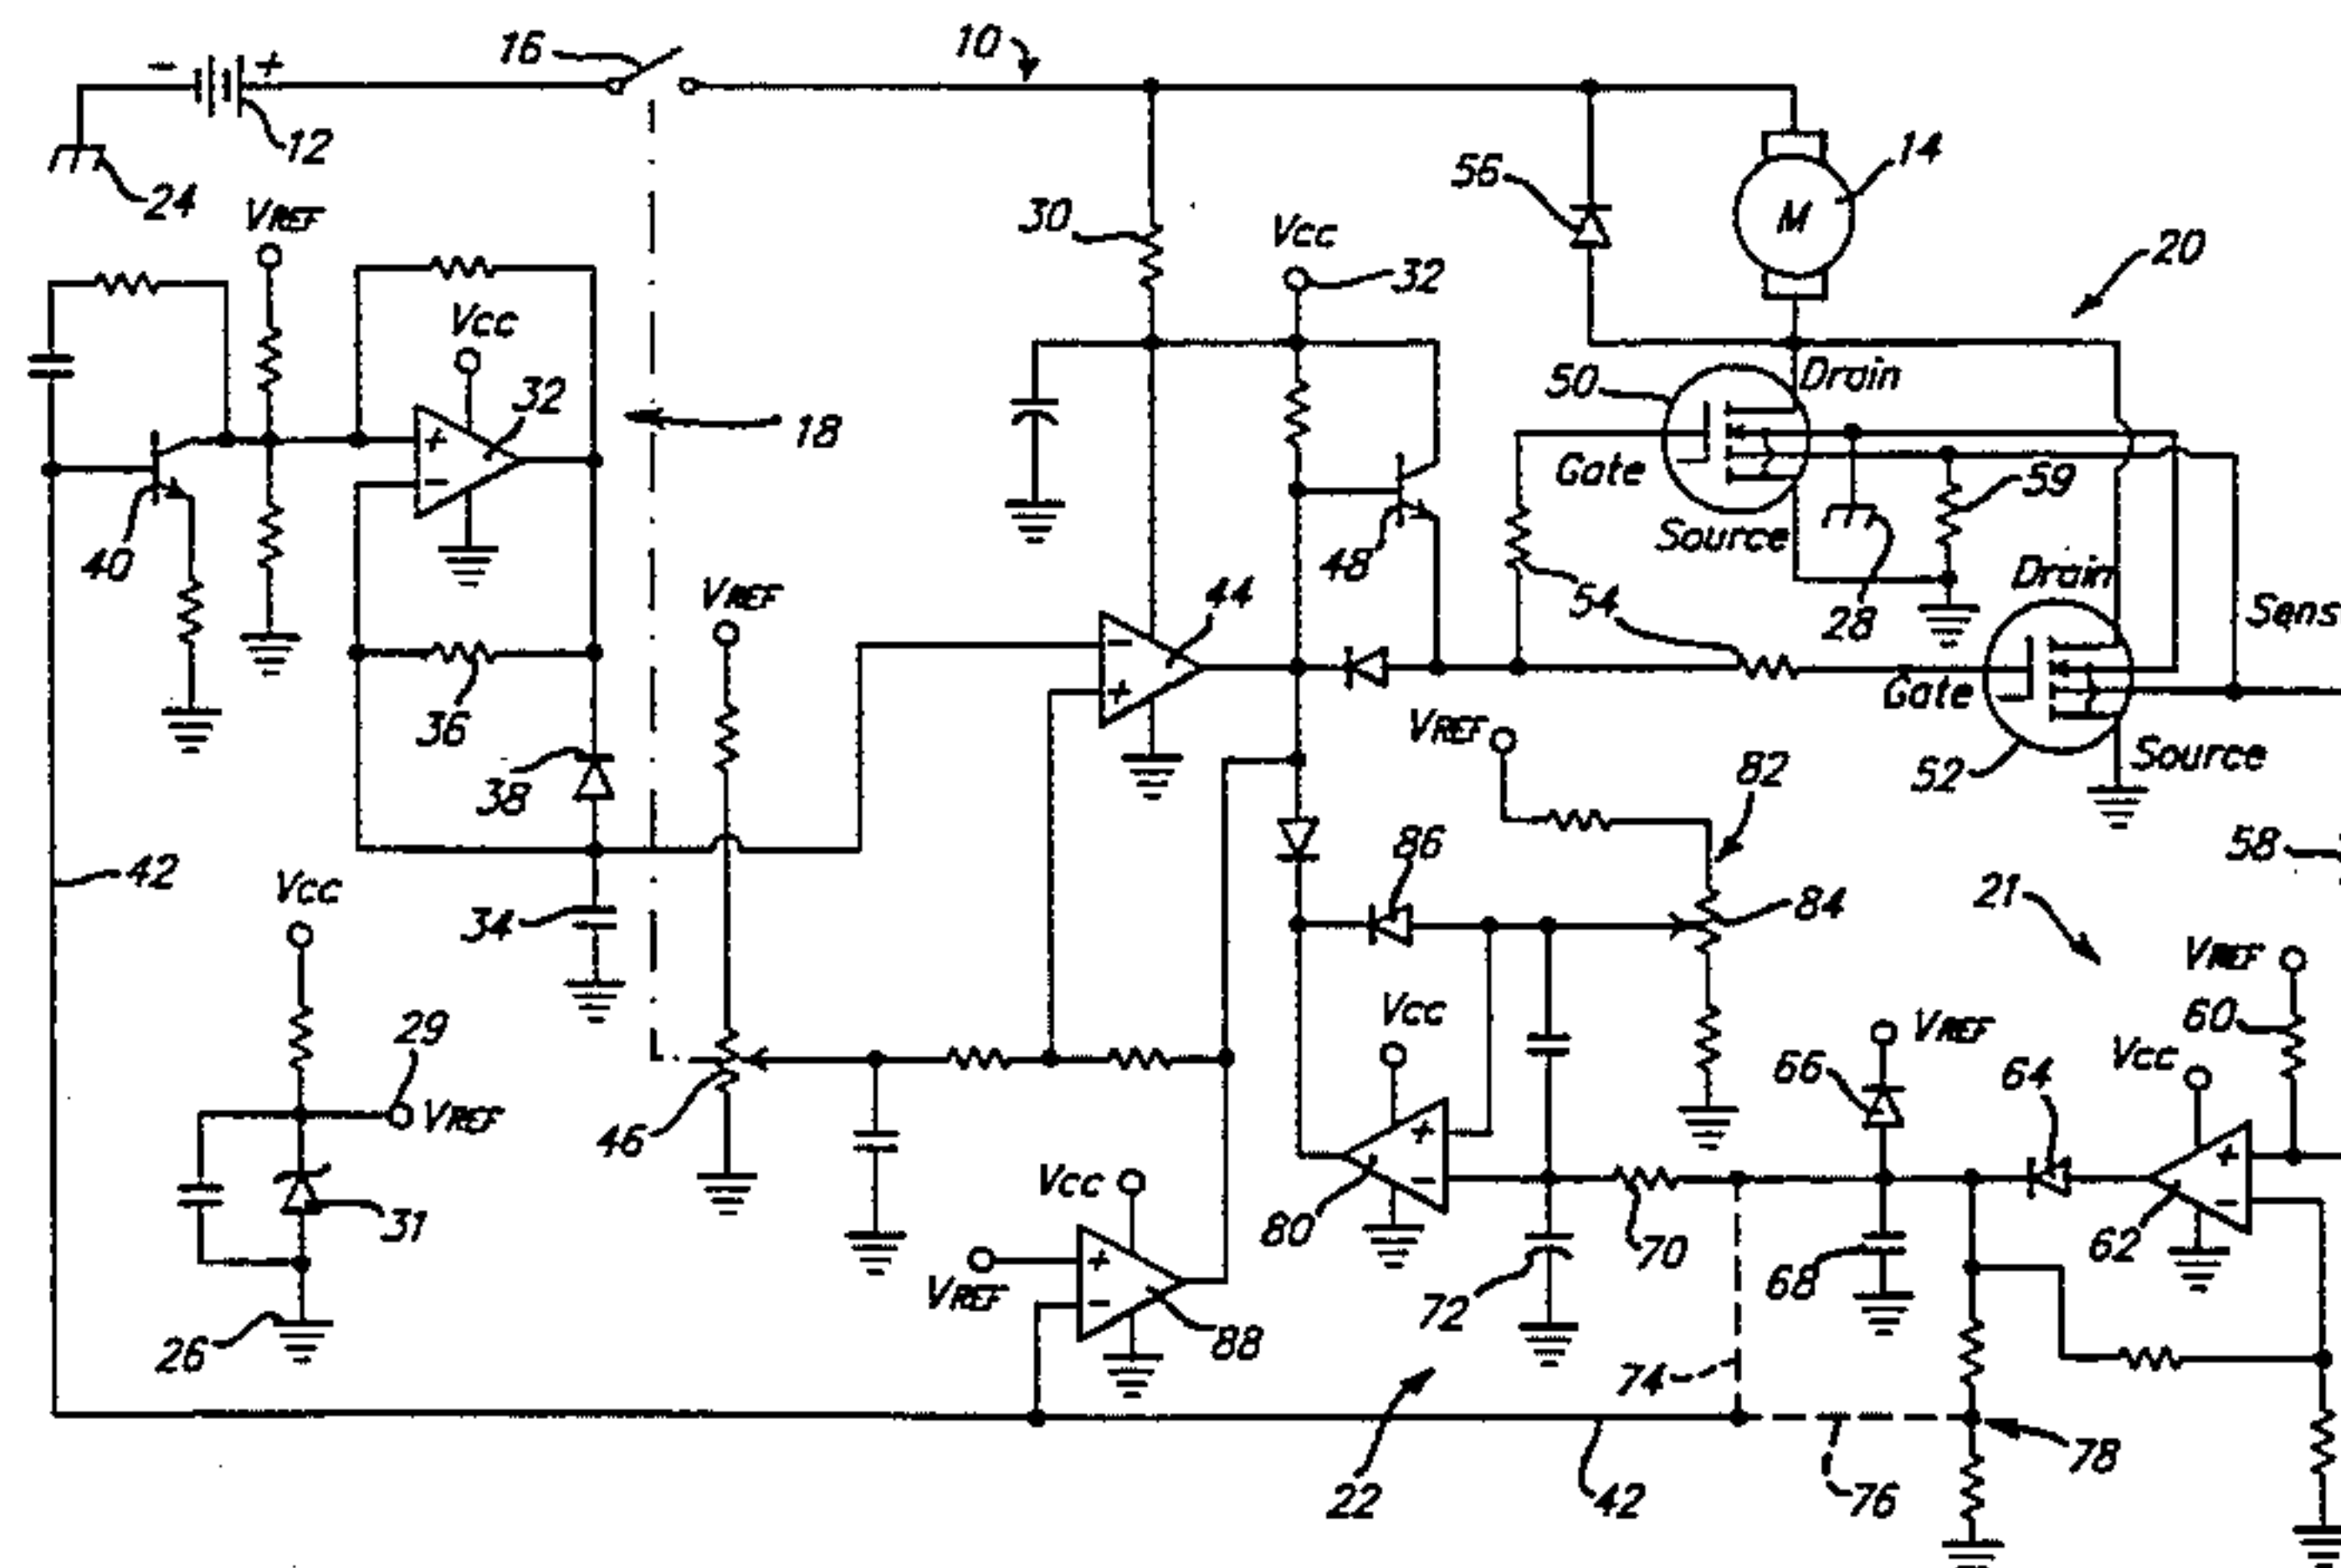 16
10
- +
12
14
56
24
VREF
30
Vcc
32
20
Vcc
32
M
Drain
50
18
Gate
59
40
48
Source
28
Drain
Sens
VREF
44
54
36
Gate
VREF
82
Source
38
52
86
58
42
Vcc
34
84
21
VREF
Vcc
29
60
VREF
66
64
Vcc
VREF
46
31
Vcc
80
70
62
VREF
72
68
26
88
74
78
22
42
76
+
-
-
+
+
-
+
-
+
-